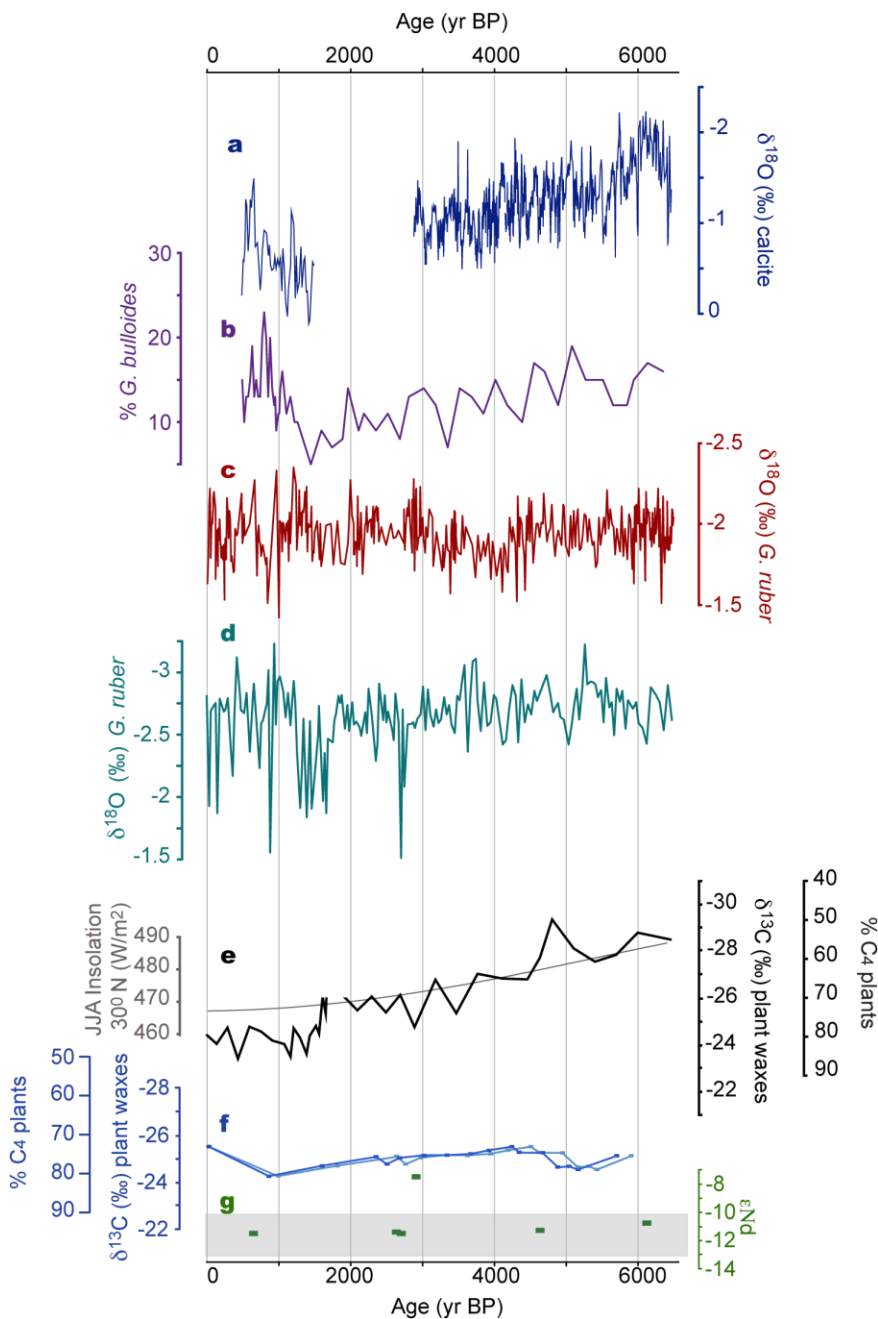 Age (yr BP)
0 2000 4000 6000
a
-2
-1
0
δ18O (‰) calcite
30
20
10
% G. bulloides
b
c
-2.5
-2
-1.5
δ18O (‰) G. ruber
d
-3
-2.5
-2
-1.5
δ18O (‰) G. ruber
e
490
480
470
460
JJA Insolation
30⁰ N (W/m²)
-30
-28
-26
-24
-22
δ13C (‰) plant waxes
40
50
60
70
80
90
% C4 plants
f
50
60
70
80
90
% C4 plants
-28
-26
-24
-22
δ13C (‰) plant waxes
g
-8
-10
-12
-14
εNd
0 2000 4000 6000
Age (yr BP)